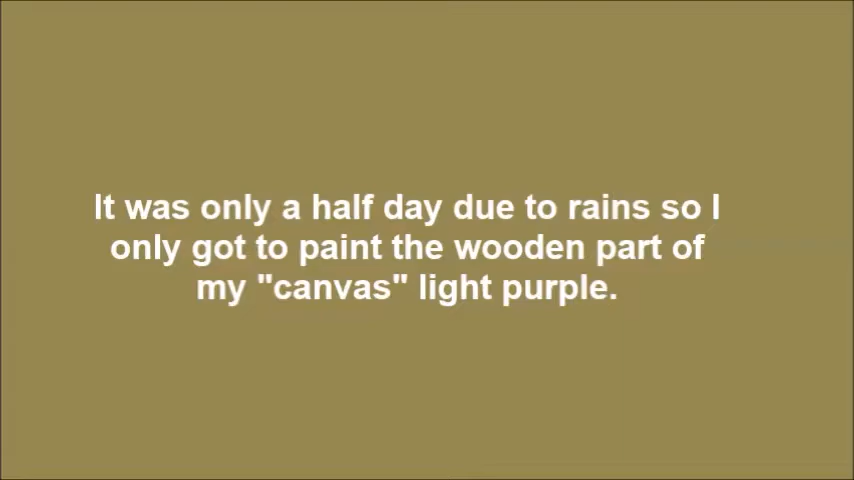 It was only a half day due to rains so I
only got to paint the wooden part of
my "canvas" light purple.